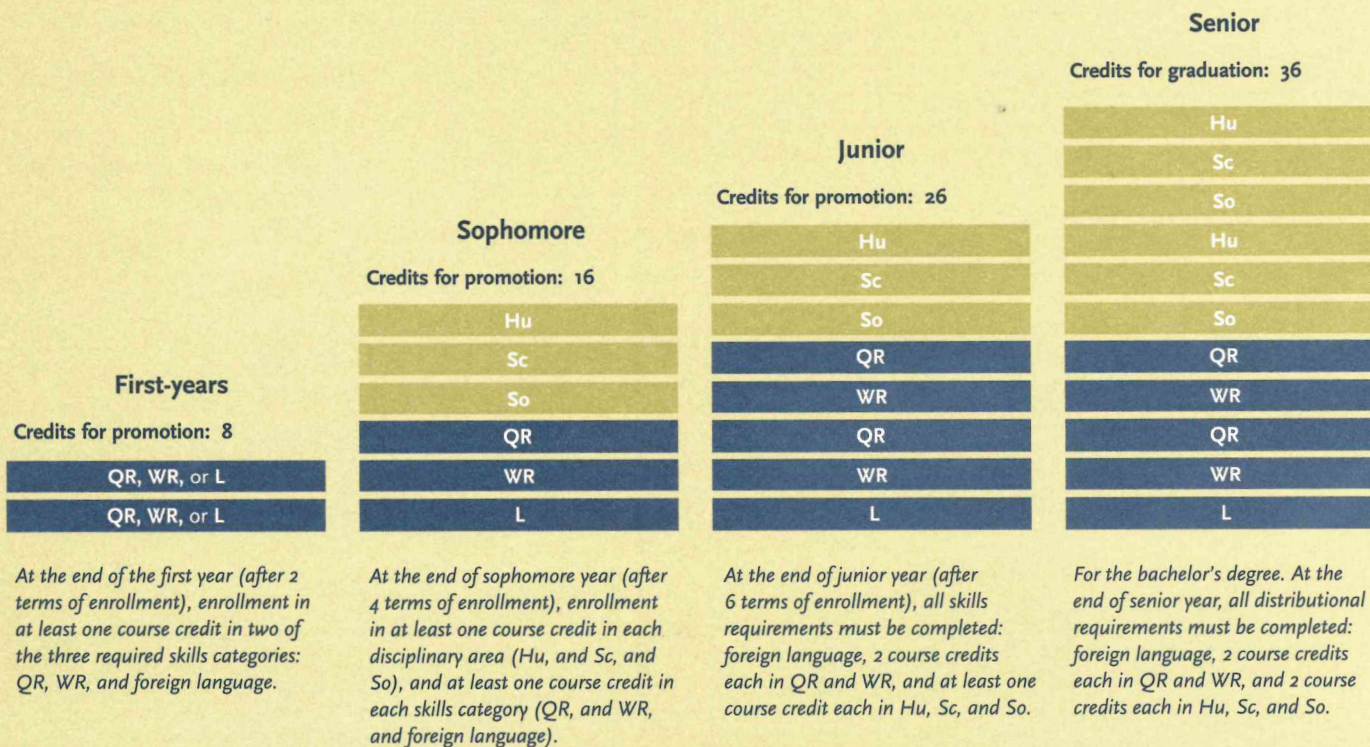 First-years
Credits for promotion: 8
QR, WR, or L
QR, WR, or L
At the end of the first year (after 2
terms of enrollment), enrollment in
at least one course credit in two of
the three required skills categories:
QR, WR, and foreign language.
Sophomore
Credits for promotion: 16
Hu
Sc
So
QR
WR
L
At the end of sophomore year (after
4 terms of enrollment), enrollment
in at least one course credit in each
disciplinary area (Hu, and Sc, and
So), and at least one course credit in
each skills category (QR, and WR,
and foreign language).
Junior
Credits for promotion: 26
Hu
Sc
So
QR
WR
QR
WR
L
At the end of junior year (after
6 terms of enrollment), all skills
requirements must be completed:
foreign language, 2 course credits
each in QR and WR, and at least one
course credit each in Hu, Sc, and So.
Senior
Credits for graduation: 36
Hu
Sc
So
Hu
Sc
So
QR
WR
QR
WR
L
For the bachelor's degree. At the
end of senior year, all distributional
requirements must be completed:
foreign language, 2 course credits
each in QR and WR, and 2 course
credits each in Hu, Sc, and So.